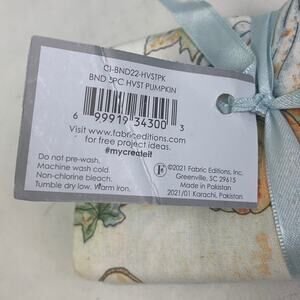 CI-BND22-HVSTPK
BND 5PC HVST PUMPKIN
6 99919 34300 3
Visit www.fabriceditions.com
for free project ideas.
#mycreateit
Do not pre-wash.
Machine wash cold.
Non-chlorine bleach.
Tumble dry low. Warm Iron.
©2021 Fabric Editions, Inc.
Greenville, SC 29615
Made in Pakistan
2021/01 Karachi, Pakistan